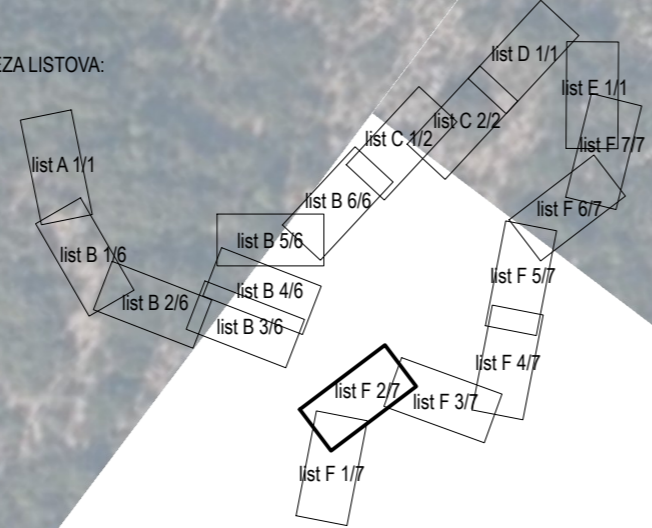 EZA LISTOVA:
list D 1/1
list E 1/1
list C 2/2
list C 1/2
list F 7/7
list A 1/1
list B 6/6
list F 6/7
list B 5/6
list B 1/6
list F 5/7
list B 4/6
list B 2/6
list B 3/6
list F 4/7
list F 2/7
list F 3/7
list F 1/7